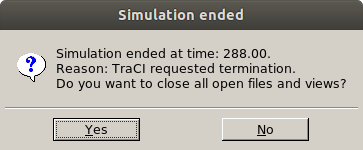 Simulation ended
Simulation ended at time: 288.00.
Reason: TraCI requested termination.
Do you want to close all open files and views?
Yes
No